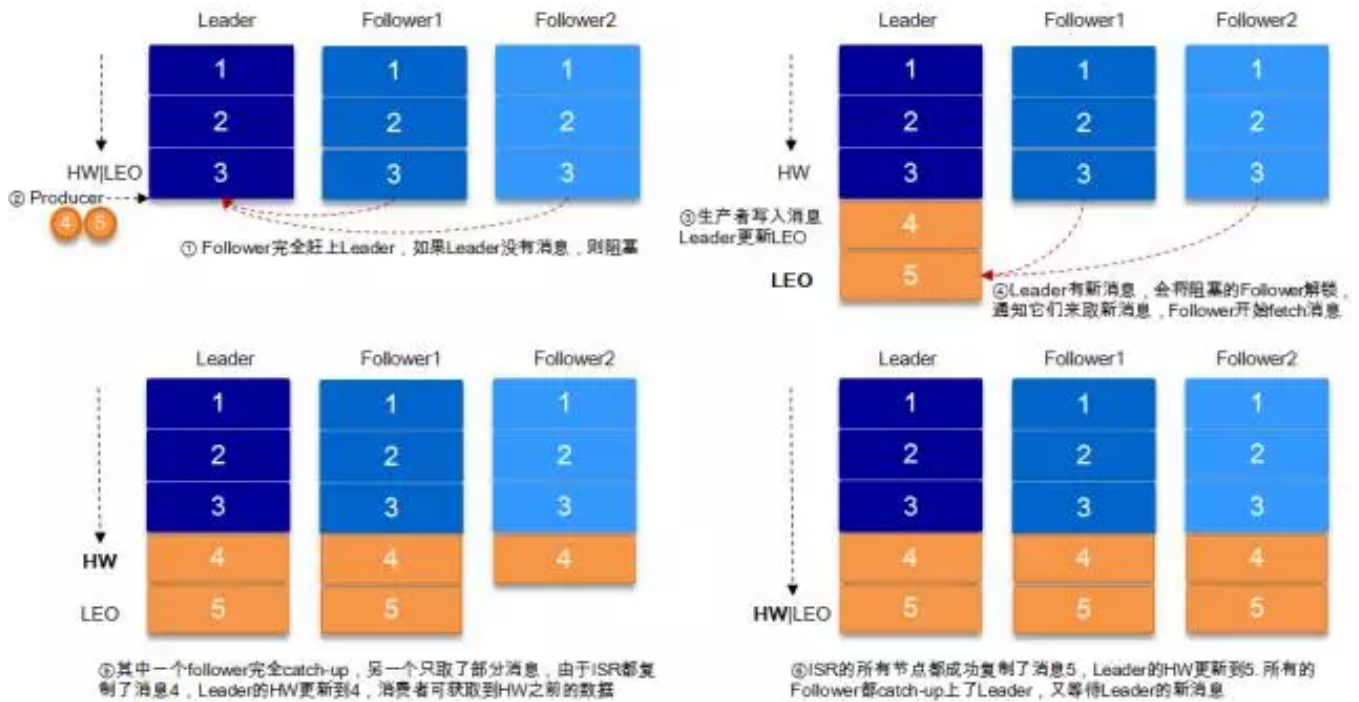 Leader Follower1 Follower2
1 1 1
2 2 2
HW|LEO 3 3 3
② Producer
4 5
① Follower完全赶上Leader，如果Leader没有消息，则阻塞
Leader Follower1 Follower2
1 1 1
2 2 2
HW 3 3 3
③生产者写入消息
Leader更新LEO
4
LEO 5
④Leader有新消息，会将阻塞的Follower解锁，
通知它们来取新消息，Follower开始fetch消息
Leader Follower1 Follower2
1 1 1
2 2 2
3 3 3
HW 4 4 4
LEO 5 5
⑤其中一个follower完全catch-up，另一个只取了部分消息，由于ISR都复
制了消息4，Leader的HW更新到4，消费者可获取到HW之前的数据
Leader Follower1 Follower2
1 1 1
2 2 2
3 3 3
4 4 4
HW|LEO 5 5 5
⑥ISR的所有节点都成功复制了消息5，Leader的HW更新到5. 所有的
Follower都catch-up上了Leader，又等待Leader的新消息